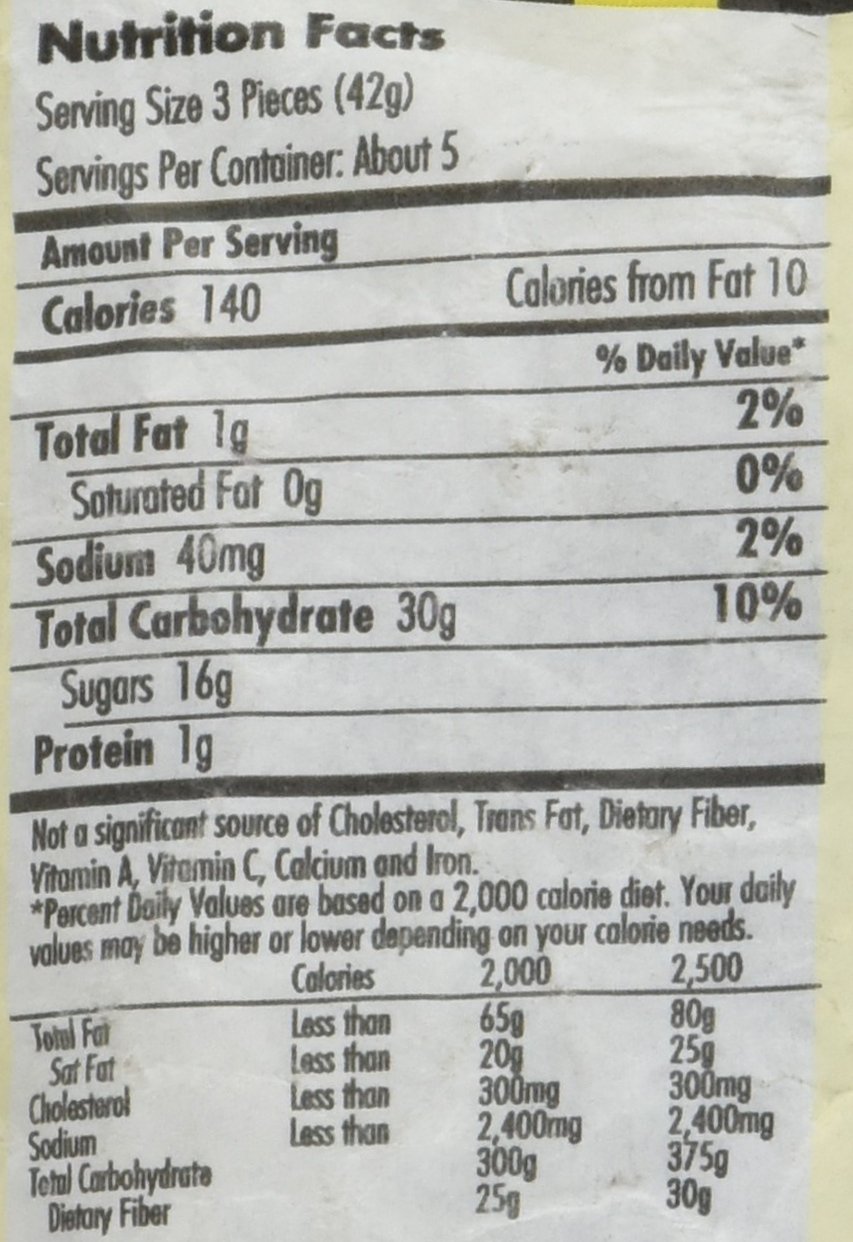 Nutrition Facts
Serving Size 3 Pieces (42g)
Servings Per Container: About 5
Amount Per Serving
Calories 140 Calories from Fat 10
% Daily Value*
Total Fat 1g 2%
Saturated Fat 0g 0%
Sodium 40mg 2%
Total Carbohydrate 30g 10%
Sugars 16g
Protein 1g
Not a significant source of Cholesterol, Trans Fat, Dietary Fiber,
Vitamin A, Vitamin C, Calcium and Iron.
*Percent Daily Values are based on a 2,000 calorie diet. Your daily
values may be higher or lower depending on your calorie needs.
Calories 2,000 2,500
Total Fat Less than 65g 80g
Sat Fat Less than 20g 25g
Cholesterol Less than 300mg 300mg
Sodium Less than 2,400mg 2,400mg
Total Carbohydrate 300g 375g
Dietary Fiber 25g 30g